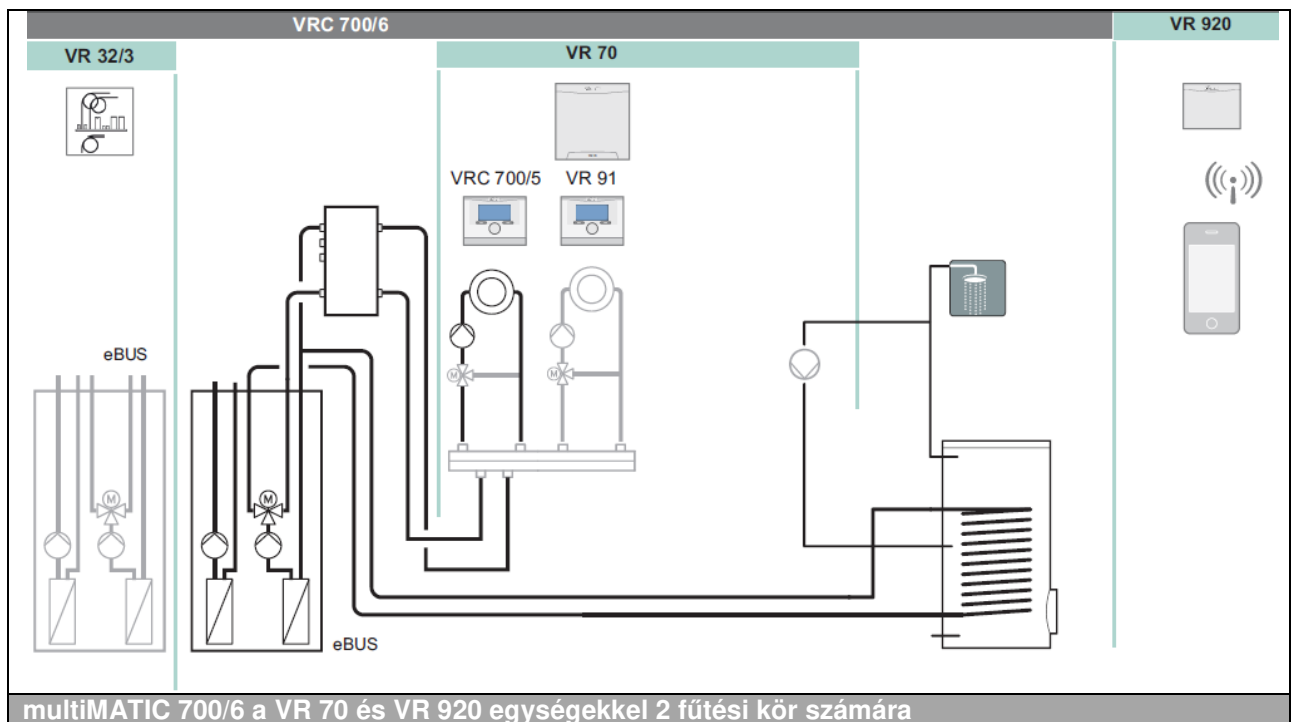 VRC 700/6
VR 920
VR 32/3
VR 70
VRC 700/5
VR 91
eBUS
M
M
M
M
eBUS
multiMATIC 700/6 a VR 70 és VR 920 egységekkel 2 fűtési kör számára